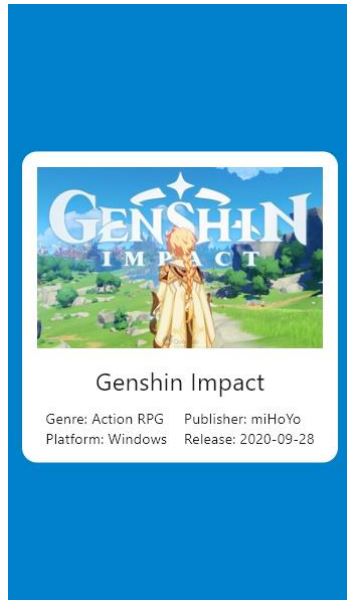 GENSHIN
IMPACT
Genshin Impact
Genre: Action RPG Publisher: miHoYo
Platform: Windows Release: 2020-09-28